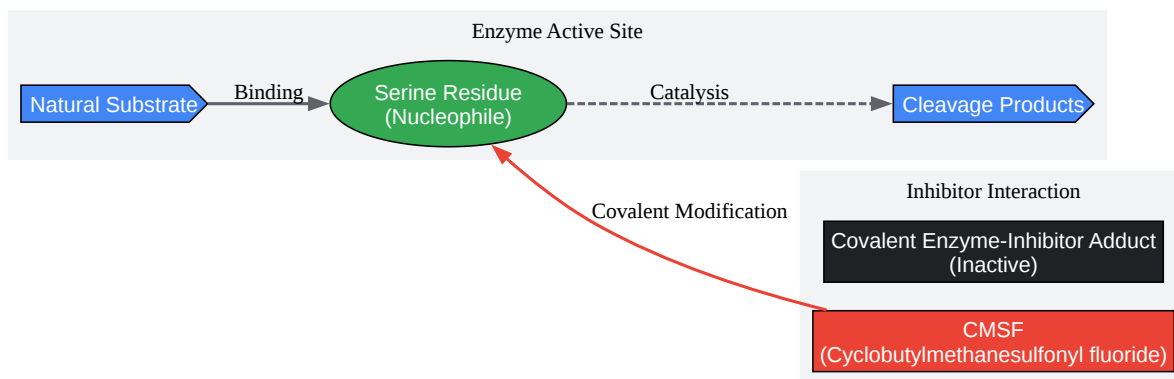 Enzyme Active Site
Natural Substrate
Binding
Serine Residue
(Nucleophile)
Catalysis
Cleavage Products
Covalent Modification
Inhibitor Interaction
Covalent Enzyme-Inhibitor Adduct
(Inactive)
CMSF
(Cyclobutylmethanesulfonyl fluoride)